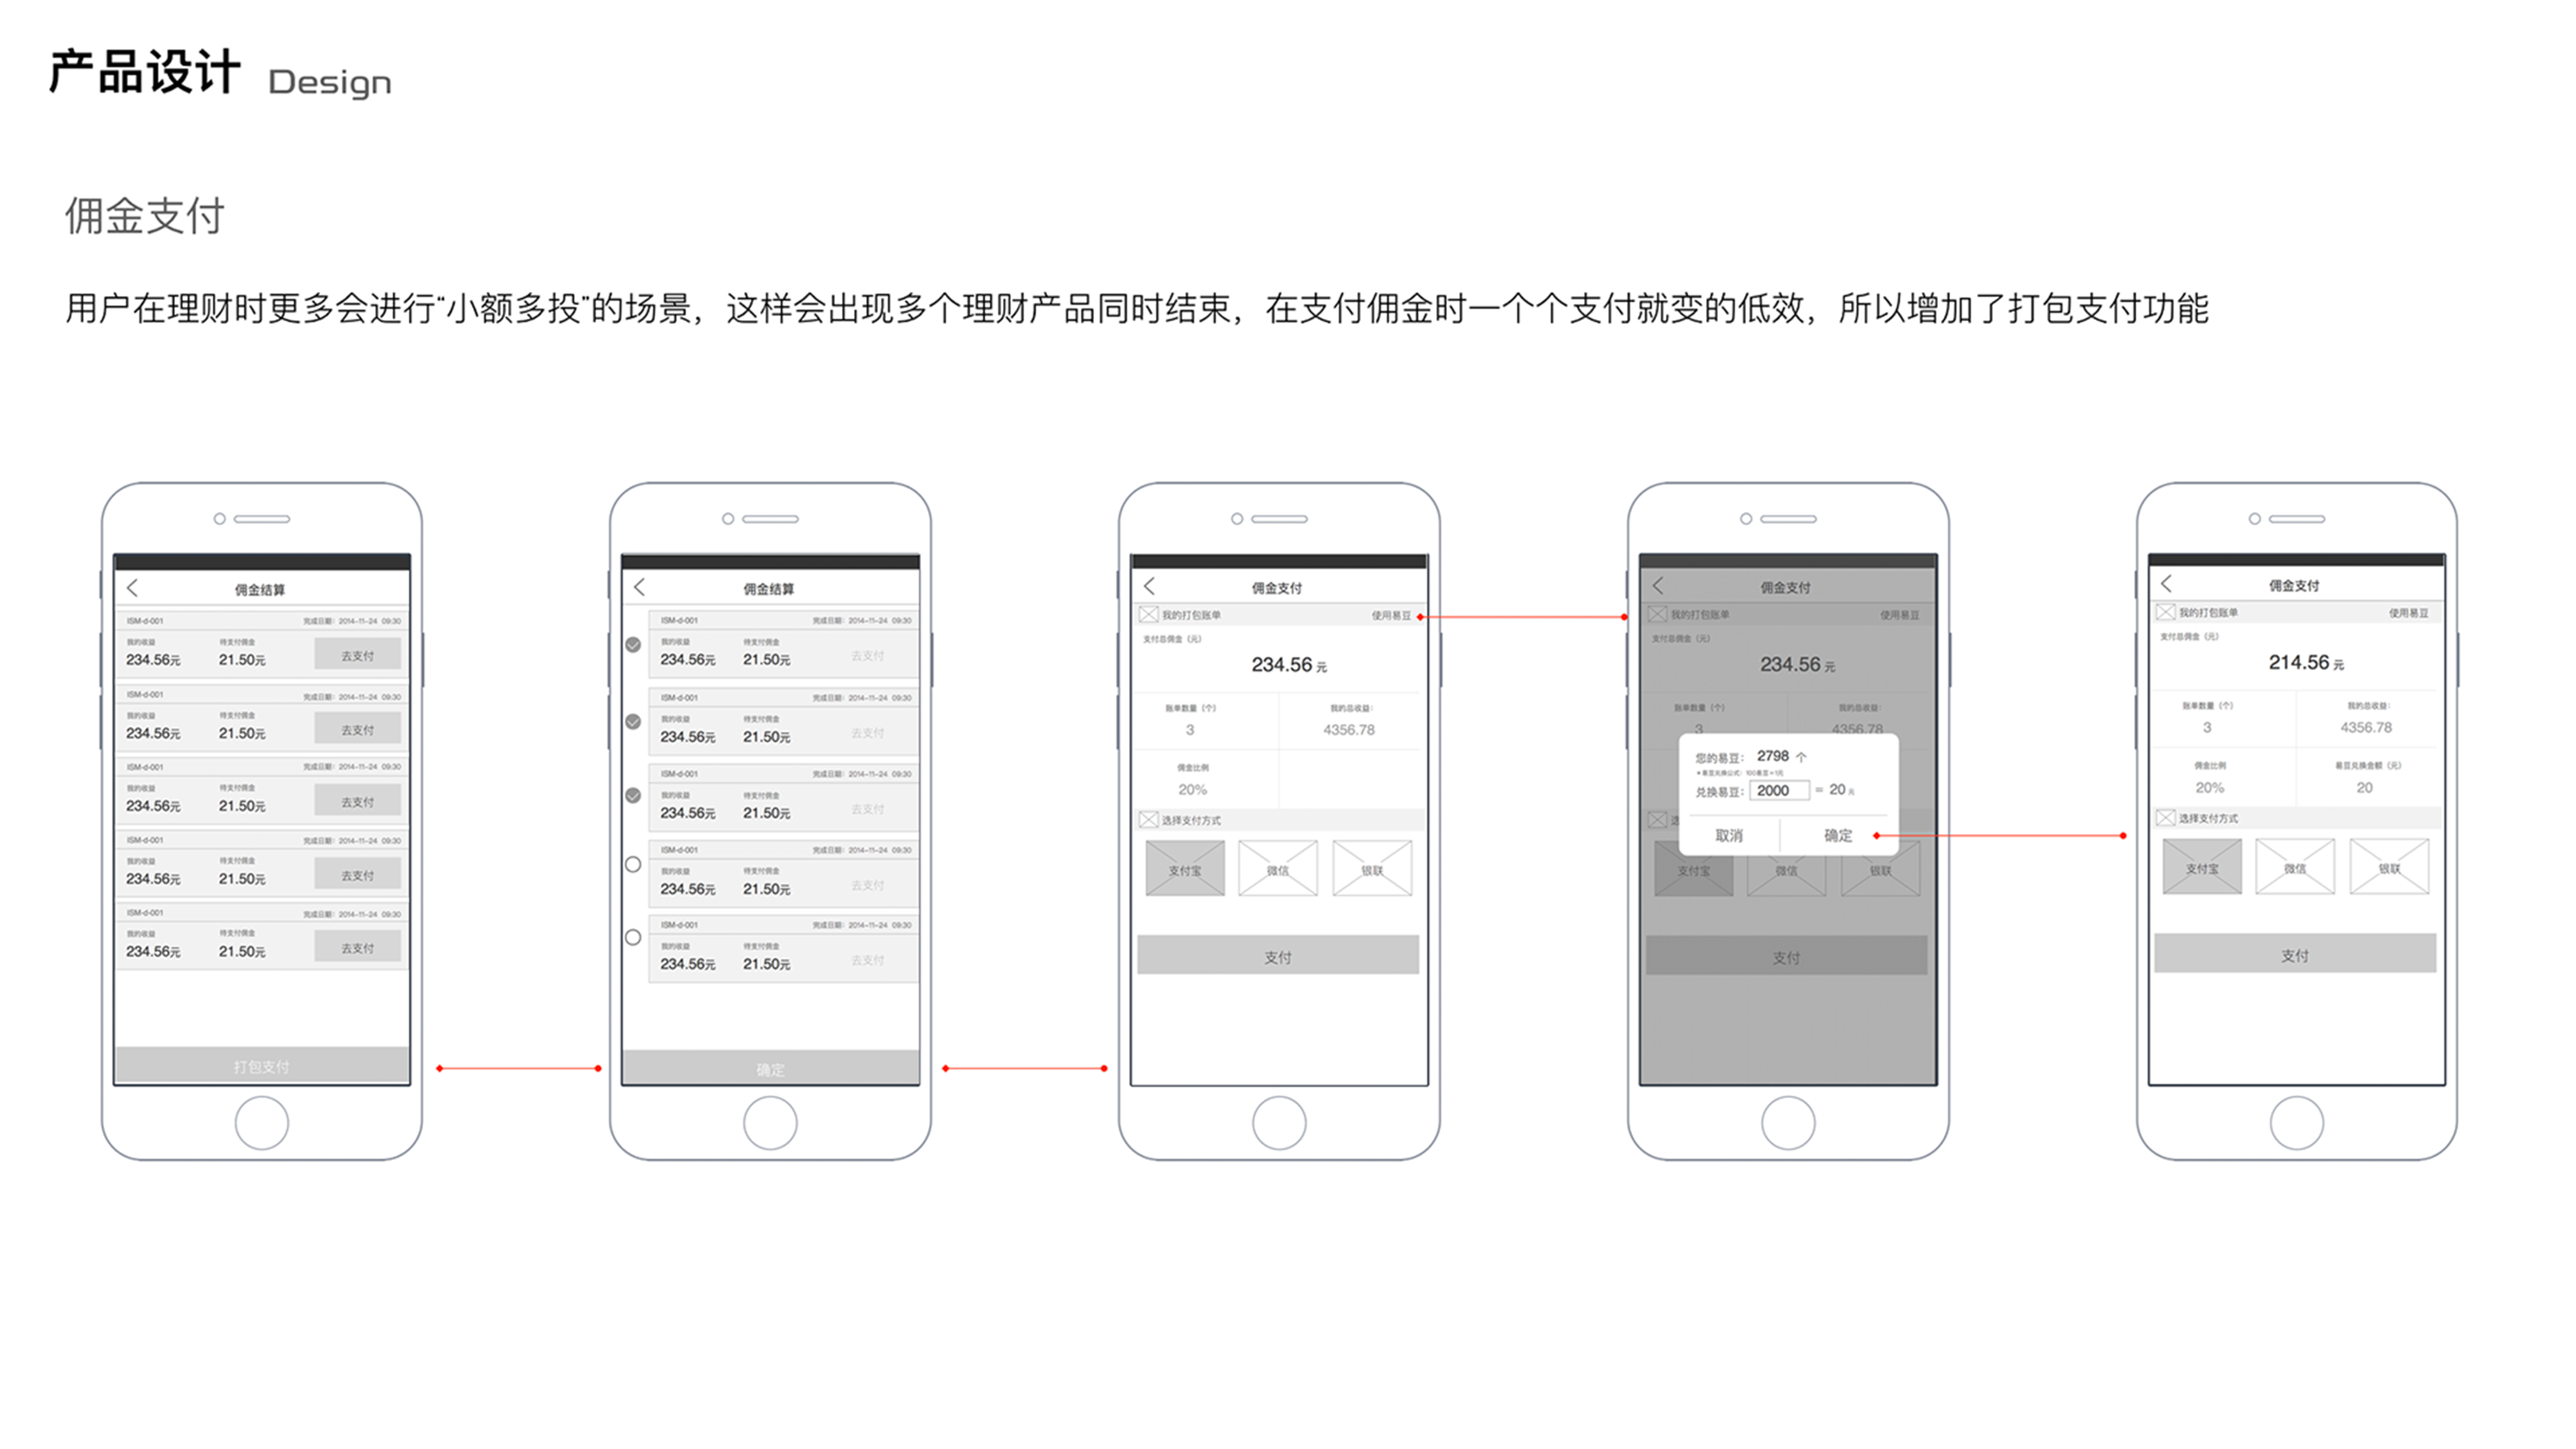 产品设计 Design
佣金支付
用户在理财时更多会进行“小额多投”的场景，这样会出现多个理财产品同时结束，在支付佣金时一个个支付就变的低效，所以增加了打包支付功能
佣金结算
ISM-d-001 完成日期：2014-11-24 09:30
我的收益 待支付佣金
234.56元 21.50元 去支付
ISM-d-001 完成日期：2014-11-24 09:30
我的收益 待支付佣金
234.56元 21.50元 去支付
ISM-d-001 完成日期：2014-11-24 09:30
我的收益 待支付佣金
234.56元 21.50元 去支付
ISM-d-001 完成日期：2014-11-24 09:30
我的收益 待支付佣金
234.56元 21.50元 去支付
ISM-d-001 完成日期：2014-11-24 09:30
我的收益 待支付佣金
234.56元 21.50元 去支付
打包支付
佣金结算
ISM-d-001 完成日期：2014-11-24 09:30
我的收益 待支付佣金
234.56元 21.50元 去支付
ISM-d-001 完成日期：2014-11-24 09:30
我的收益 待支付佣金
234.56元 21.50元 去支付
ISM-d-001 完成日期：2014-11-24 09:30
我的收益 待支付佣金
234.56元 21.50元 去支付
ISM-d-001 完成日期：2014-11-24 09:30
我的收益 待支付佣金
234.56元 21.50元 去支付
ISM-d-001 完成日期：2014-11-24 09:30
我的收益 待支付佣金
234.56元 21.50元 去支付
确定
佣金支付
我的打包账单 使用易豆
支付总佣金（元）
234.56 元
账单数量（个） 我的总收益：
3 4356.78
佣金比例
20%
选择支付方式
支付宝 微信 银联
支付
佣金支付
我的打包账单 使用易豆
支付总佣金（元）
234.56 元
账单数量（个） 我的总收益：
3 4356.78
您的易豆： 2798 个
*易豆兑换公式：100易豆=1元
兑换易豆： 2000 = 20 元
选
取消 确定
支付宝 微信 银联
支付
佣金支付
我的打包账单 使用易豆
支付总佣金（元）
214.56 元
账单数量（个） 我的总收益：
3 4356.78
佣金比例 易豆兑换金额（元）
20% 20
选择支付方式
支付宝 微信 银联
支付